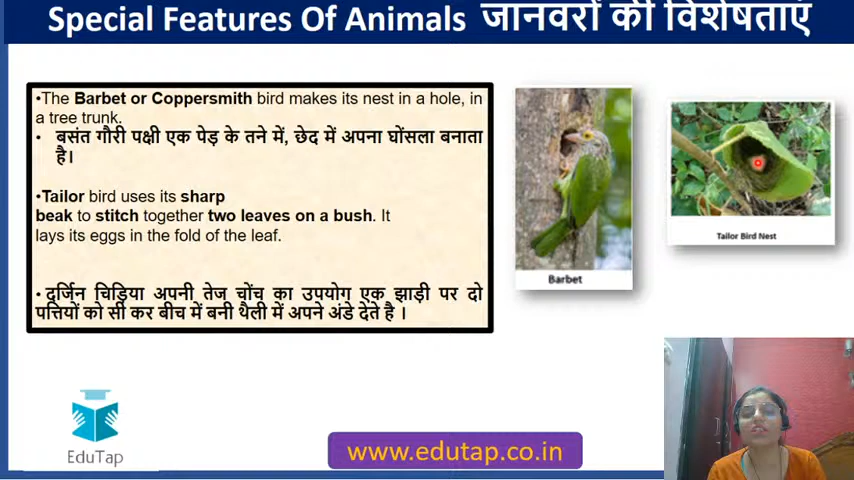 Special Features Of Animals जानवरों की विशेषताएं
•The Barbet or Coppersmith bird makes its nest in a hole, in
a tree trunk.
• बसंत गौरी पक्षी एक पेड़ के तने में, छेद में अपना घोंसला बनाता
है।
•Tailor bird uses its sharp
beak to stitch together two leaves on a bush. It
lays its eggs in the fold of the leaf.
• दर्जिन चिड़िया अपनी तेज चोंच का उपयोग एक झाड़ी पर दो
पत्तियों को सी कर बीच में बनी थैली में अपने अंडे देते है ।
Barbet
Tailor Bird Nest
EduTap
www.edutap.co.in